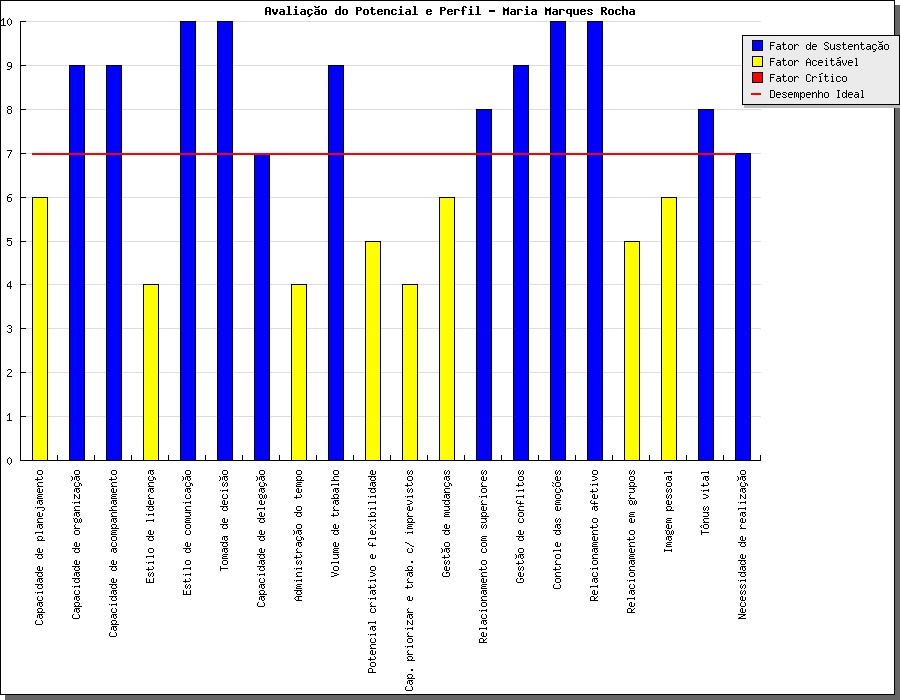 Avaliação do Potencial e Perfil - Maria Marques Rocha
Fator de Sustentação
Fator Aceitável
Fator Crítico
Desempenho Ideal
10
9
8
7
6
5
4
3
2
1
0
Capacidade de planejamento
Capacidade de organização
Capacidade de acompanhamento
Estilo de liderança
Estilo de comunicação
Tomada de decisão
Capacidade de delegação
Administração do tempo
Volume de trabalho
Potencial criativo e flexibilidade
Cap. priorizar e trab. c/ imprevistos
Gestão de mudanças
Relacionamento com superiores
Gestão de conflitos
Controle das emoções
Relacionamento afetivo
Relacionamento em grupos
Imagem pessoal
Tônus vital
Necessidade de realização